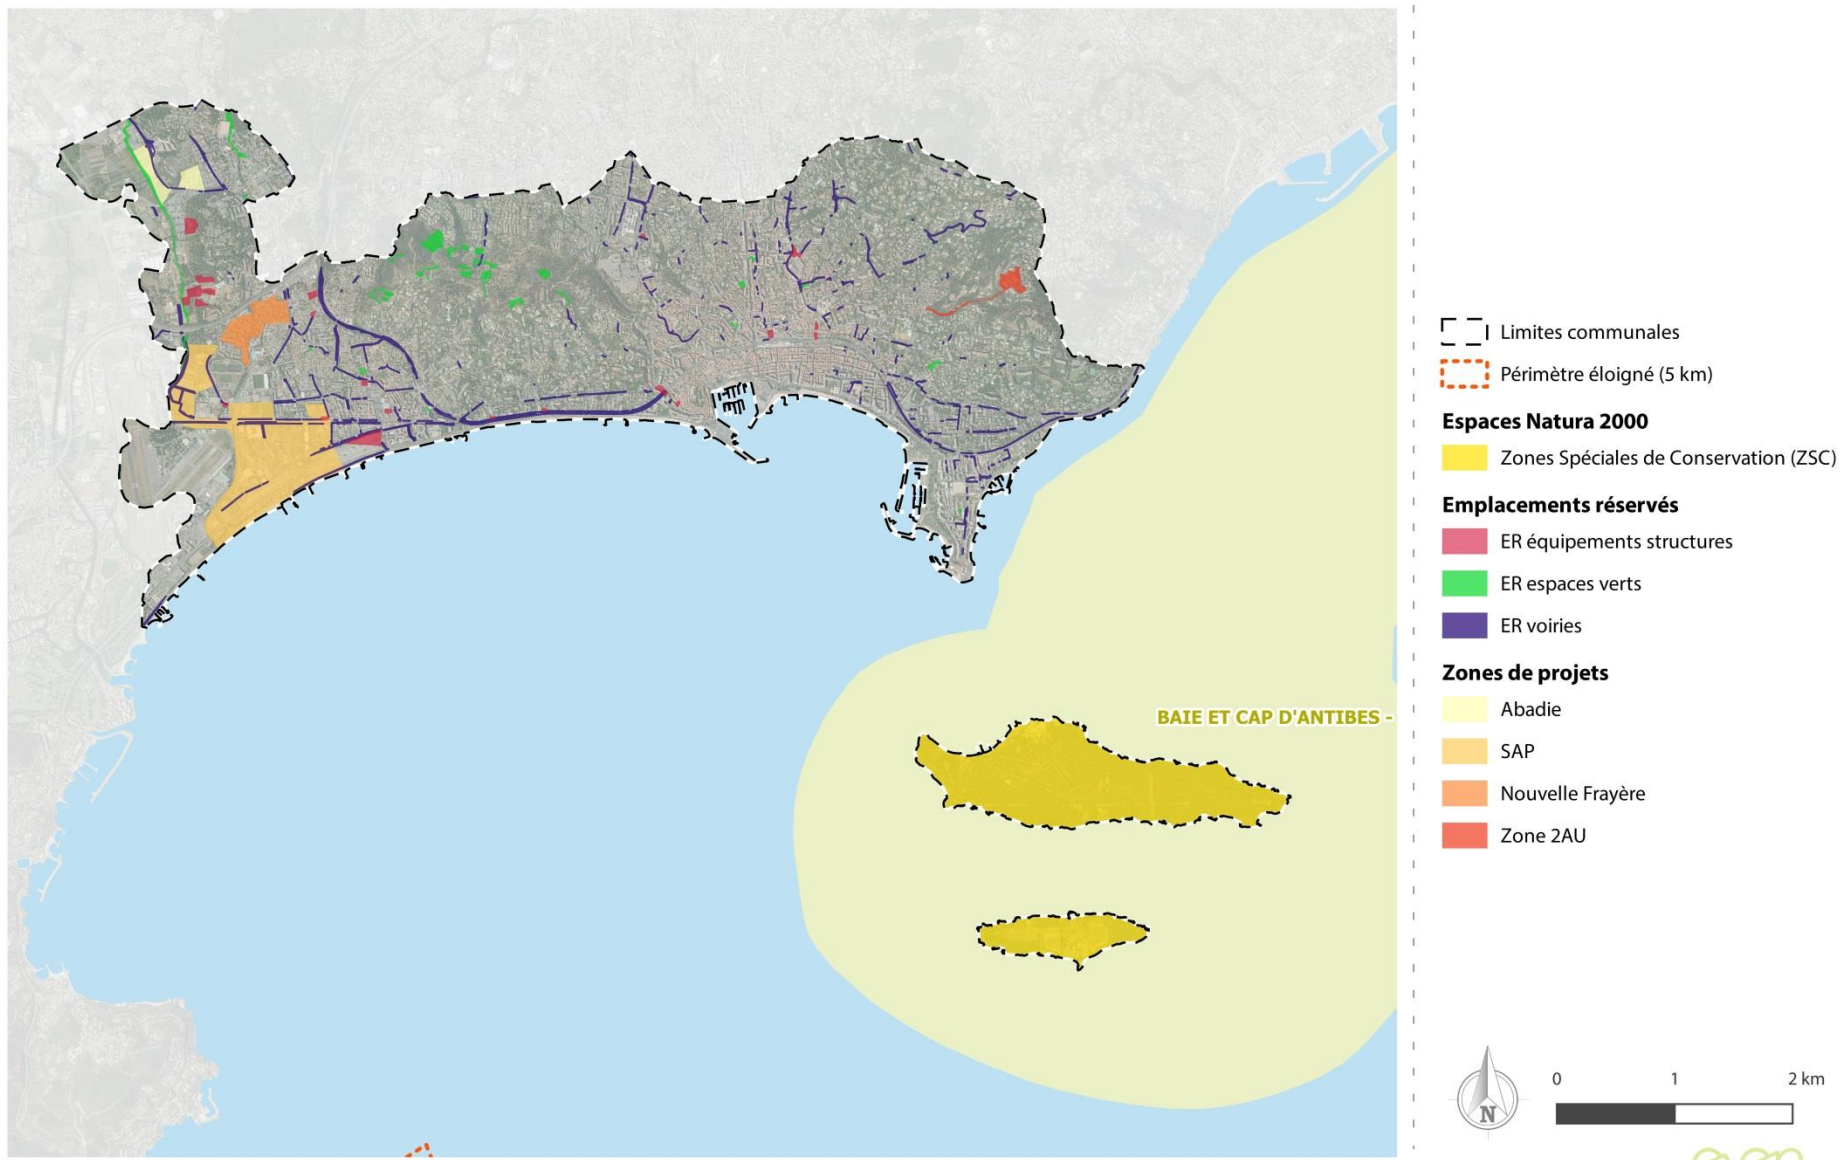 BAIE ET CAP D'ANTIBES -
Limites communales
Périmètre éloigné (5 km)
Espaces Natura 2000
Zones Spéciales de Conservation (ZSC)
Emplacements réservés
ER équipements structures
ER espaces verts
ER voiries
Zones de projets
Abadie
SAP
Nouvelle Frayère
Zone 2AU
N
0 1 2 km